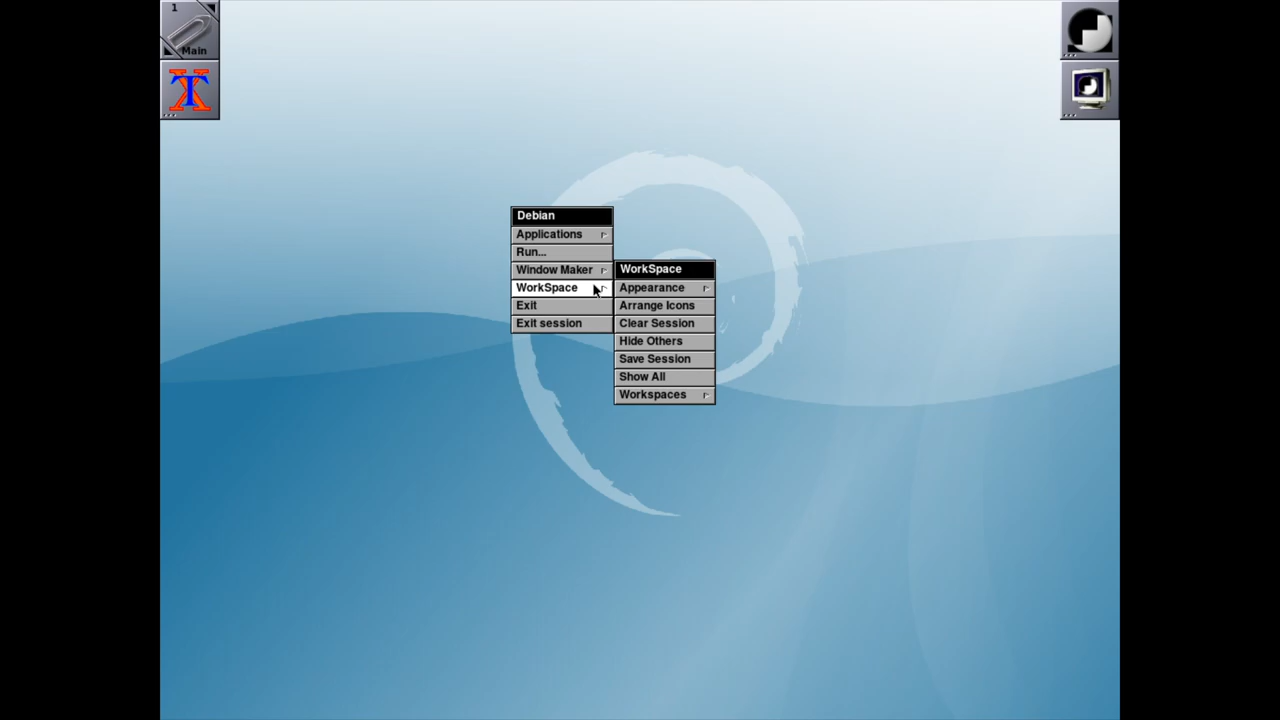 1
Main
Debian
Applications
Run...
Window Maker
WorkSpace
Exit
Exit session
WorkSpace
Appearance
Arrange Icons
Clear Session
Hide Others
Save Session
Show All
Workspaces